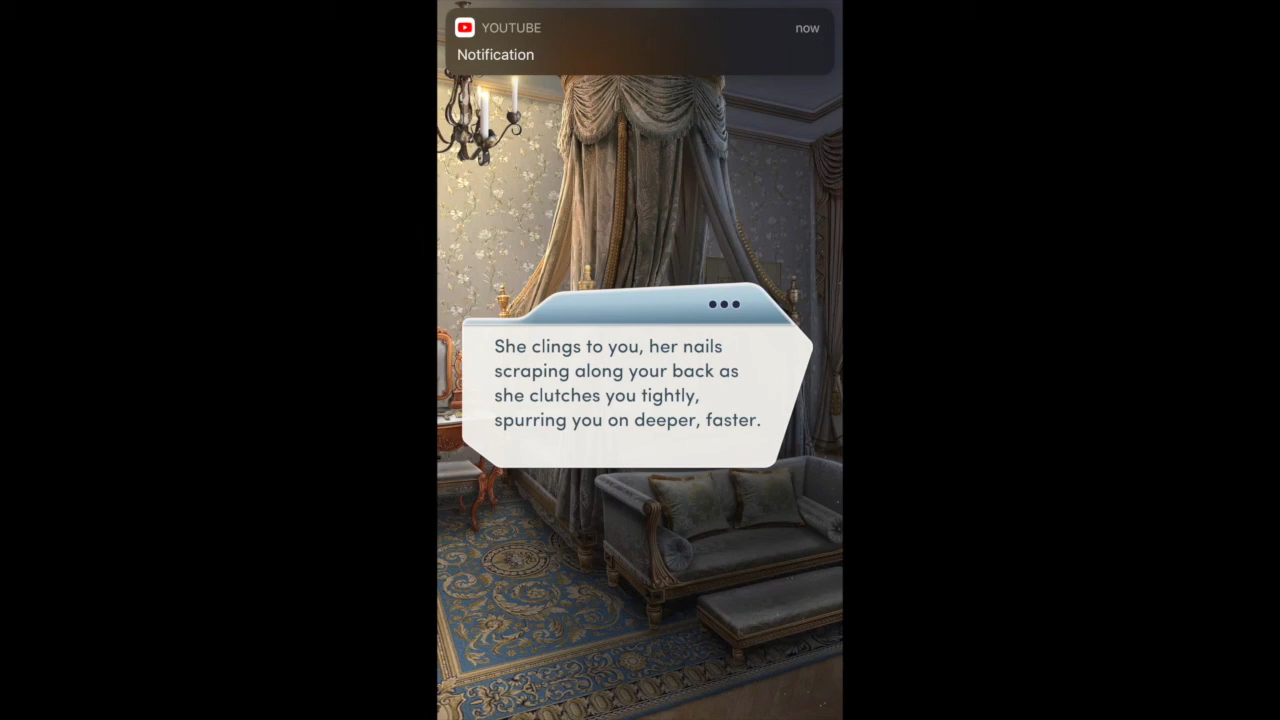 YOUTUBE now
Notification
She clings to you, her nails
scraping along your back as
she clutches you tightly,
spurring you on deeper, faster.